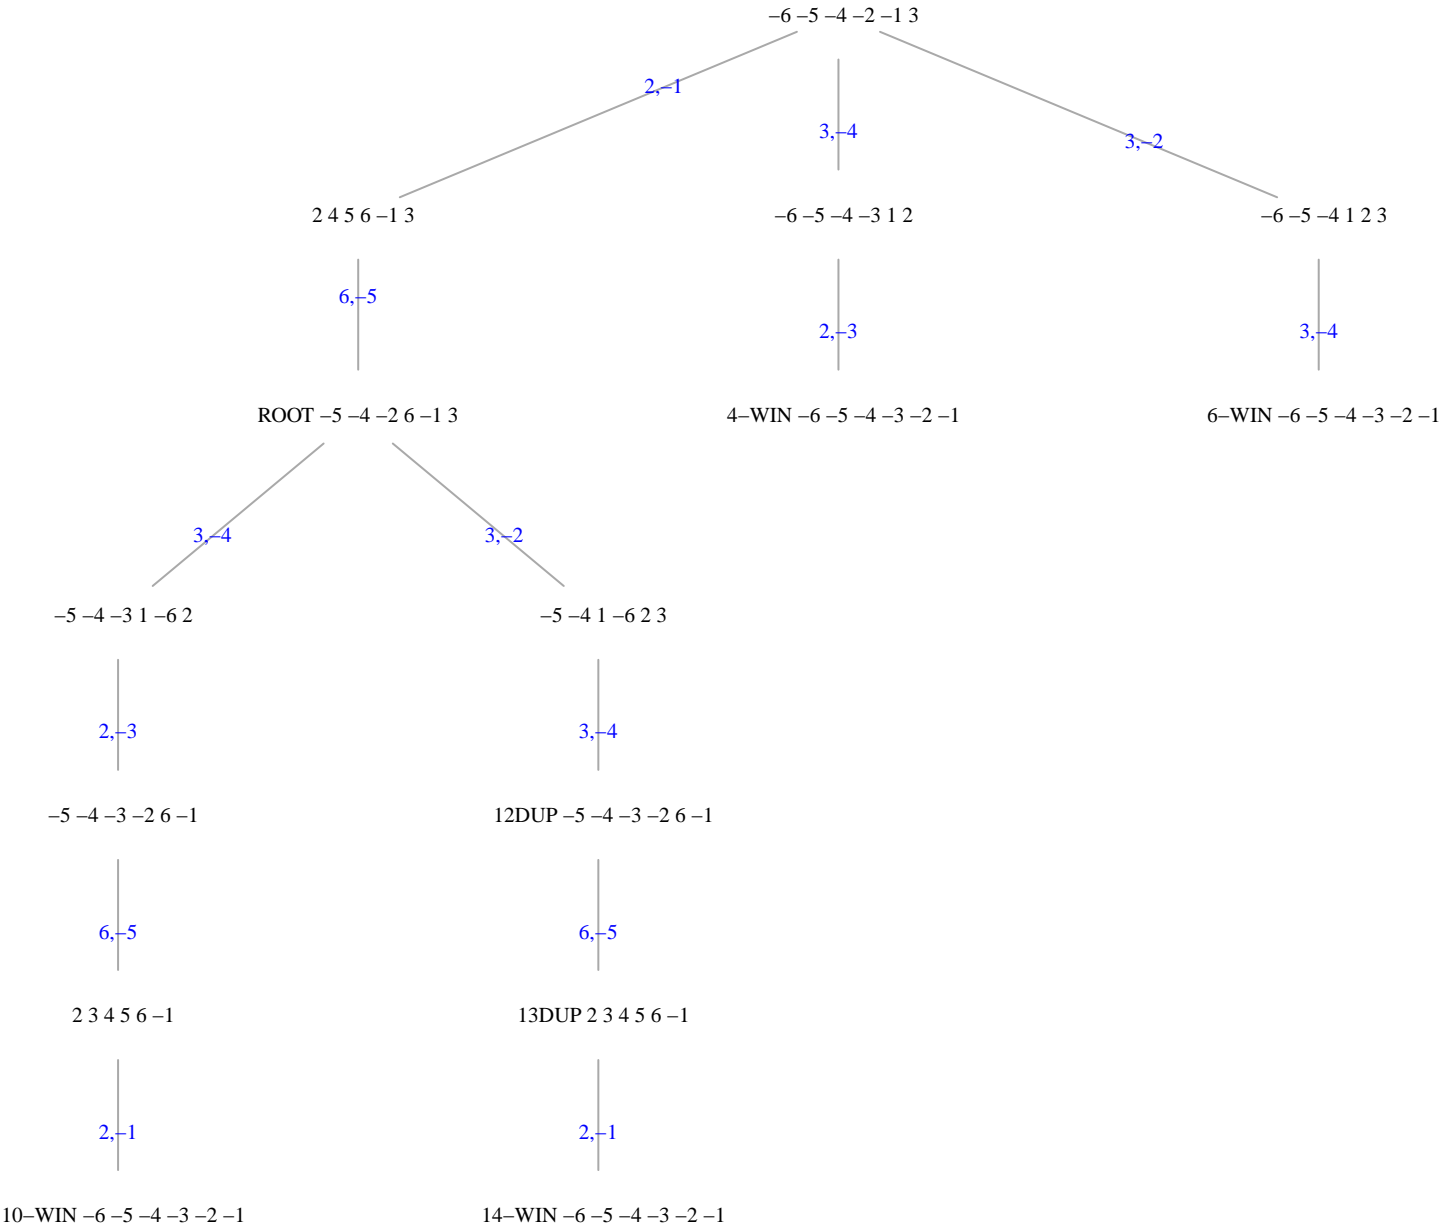 –6 –5 –4 –2 –1 3
2,–1
3,–4
3,–2
2 4 5 6 –1 3
–6 –5 –4 –3 1 2
–6 –5 –4 1 2 3
6,–5
2,–3
3,–4
ROOT –5 –4 –2 6 –1 3
4–WIN –6 –5 –4 –3 –2 –1
6–WIN –6 –5 –4 –3 –2 –1
3,–4
3,–2
–5 –4 –3 1 –6 2
–5 –4 1 –6 2 3
2,–3
3,–4
–5 –4 –3 –2 6 –1
12DUP –5 –4 –3 –2 6 –1
6,–5
6,–5
2 3 4 5 6 –1
13DUP 2 3 4 5 6 –1
2,–1
2,–1
10–WIN –6 –5 –4 –3 –2 –1
14–WIN –6 –5 –4 –3 –2 –1